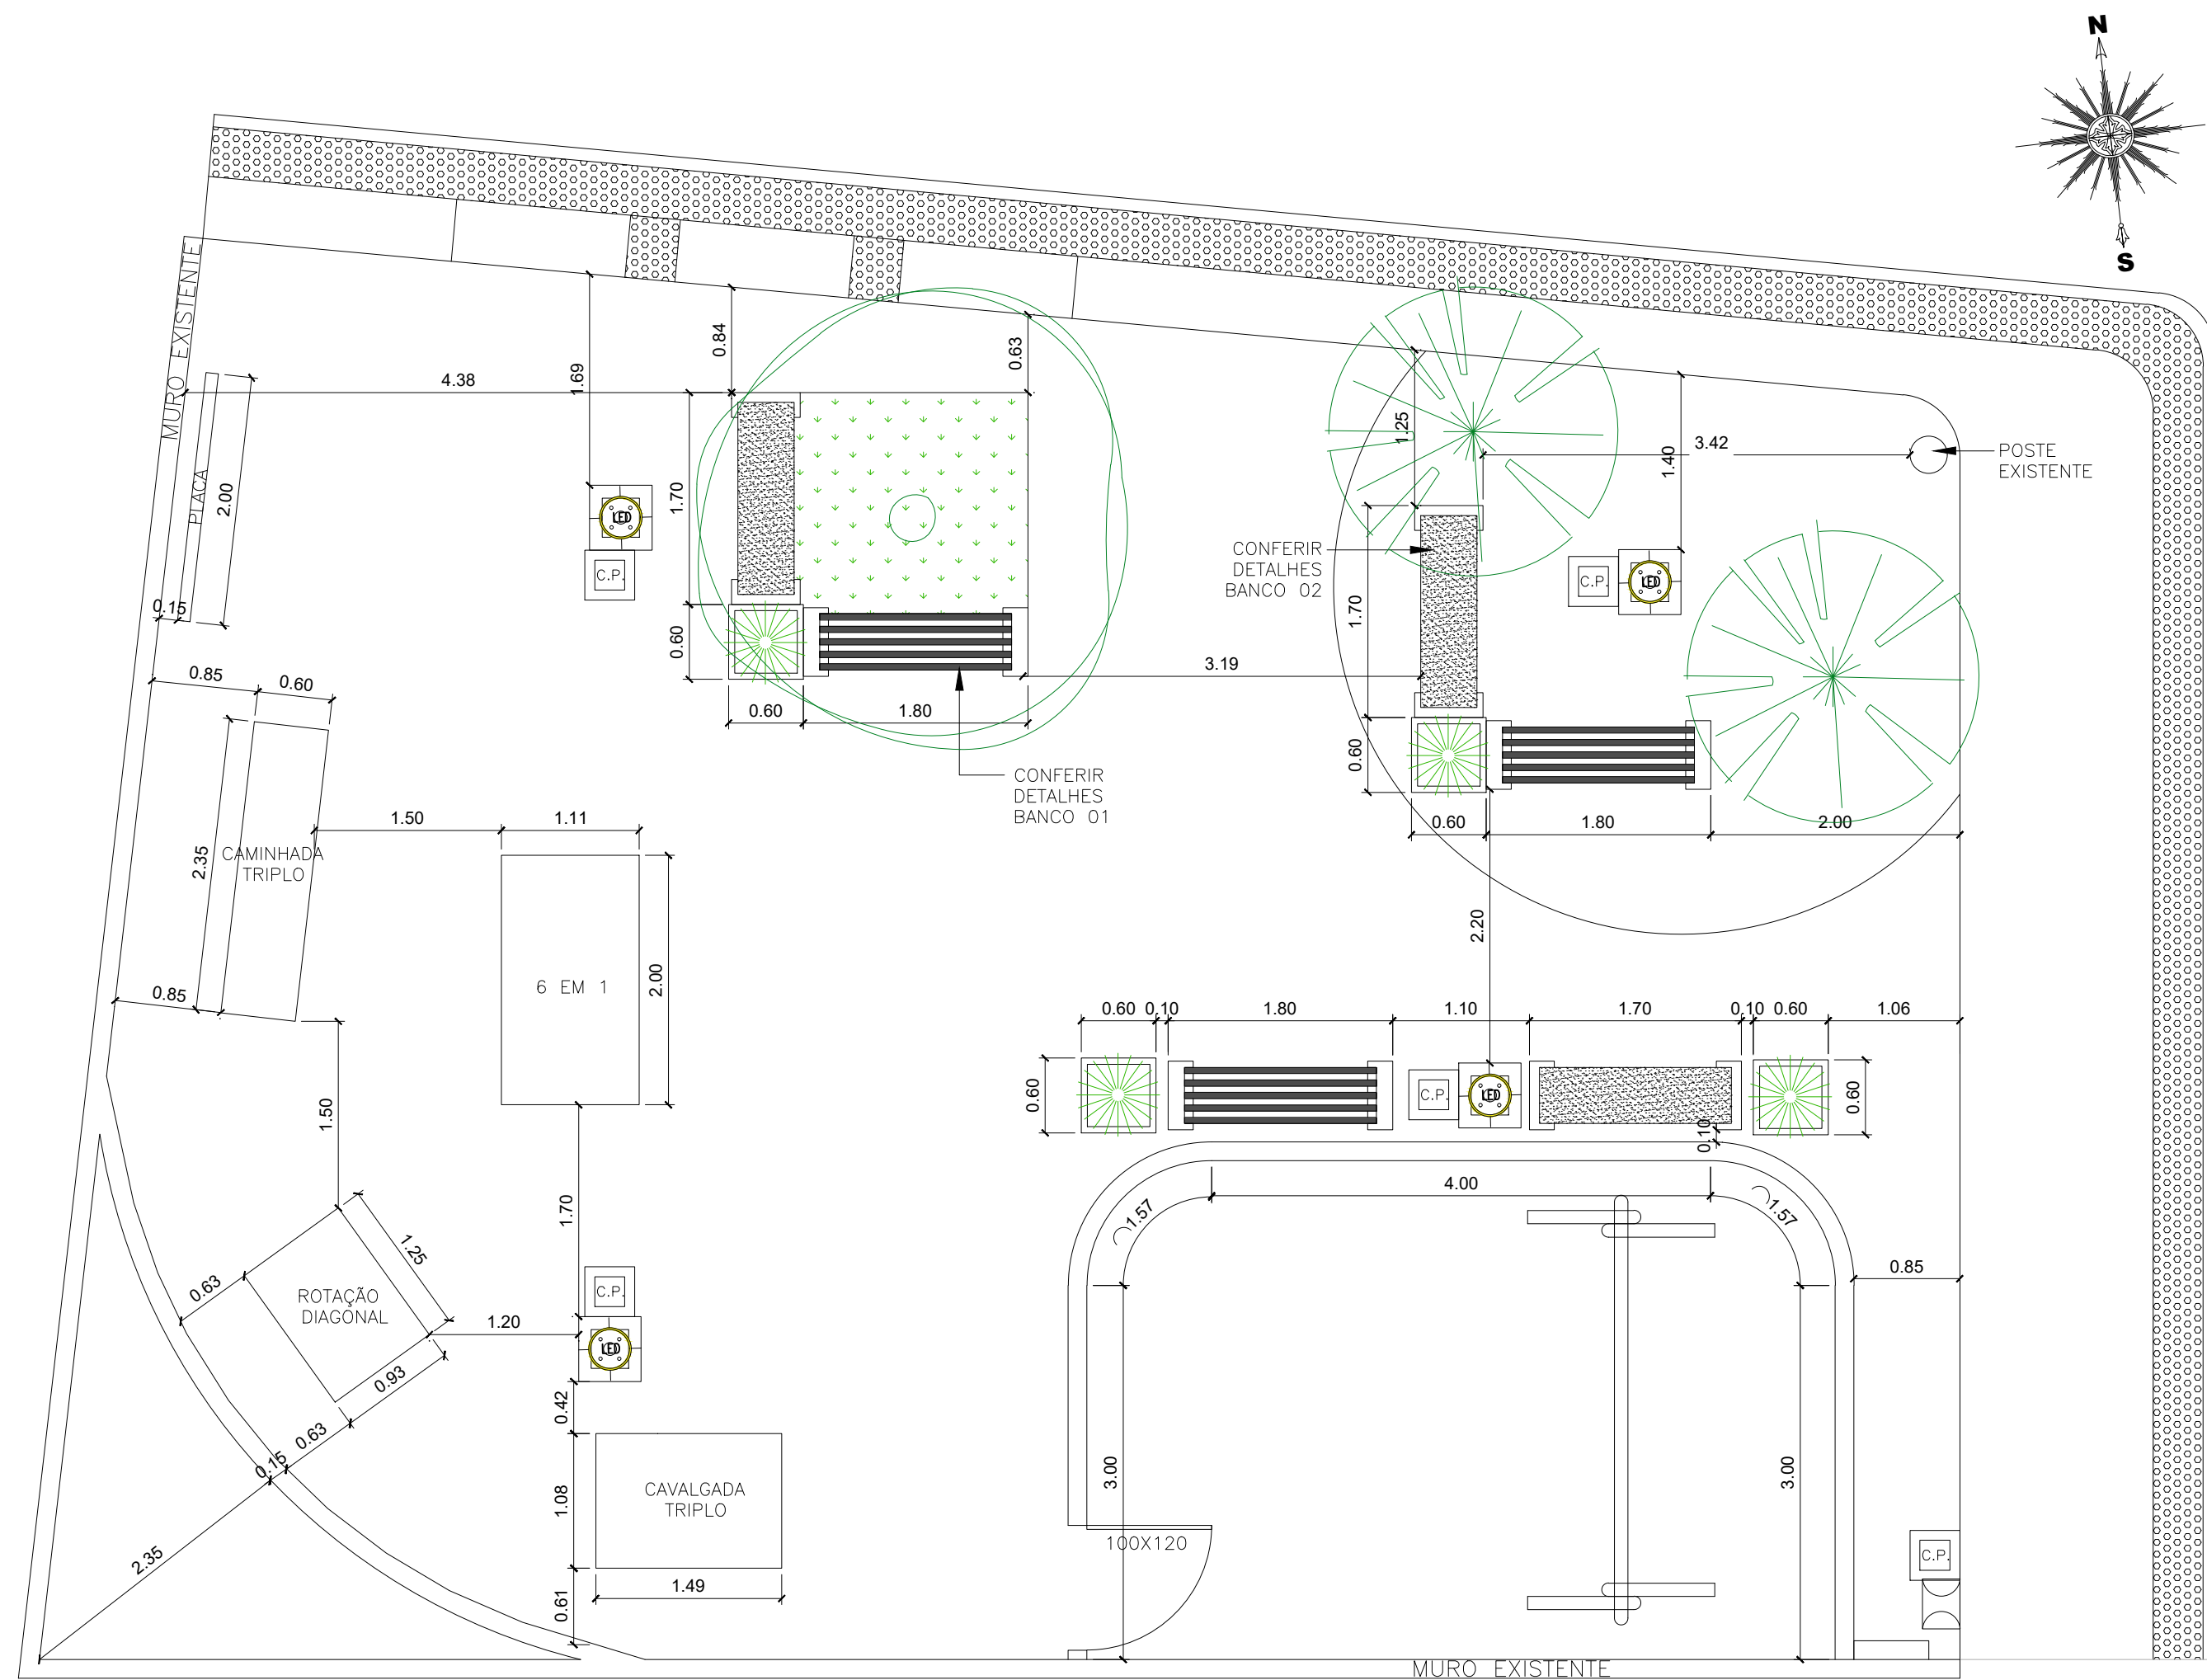 N
S
MURO EXISTENTE
0.84
0.63
1.69
4.38
1.25
3.42
1.40
POSTE
EXISTENTE
PLACA
2.00
1.70
LED
C.P.
CONFERIR
DETALHES
BANCO 02
C.P.
LED
0.15
0.60
1.70
3.19
0.85
0.60
0.60
1.80
0.60
CONFERIR
DETALHES
BANCO 01
0.60
1.80
2.00
1.50
1.11
2.35
CAMINHADA
TRIPLO
2.20
0.85
6 EM 1
2.00
0.60
0.10
1.80
1.10
1.70
0.10
0.60
1.06
1.50
0.60
C.P.
LED
0.60
0.10
1.70
4.00
1.57
1.57
1.25
0.63
ROTAÇÃO
DIAGONAL
C.P.
0.85
1.20
LED
0.93
0.42
0.63
0.15
3.00
3.00
1.08
CAVALGADA
TRIPLO
100X120
C.P.
2.35
1.49
0.61
MURO EXISTENTE